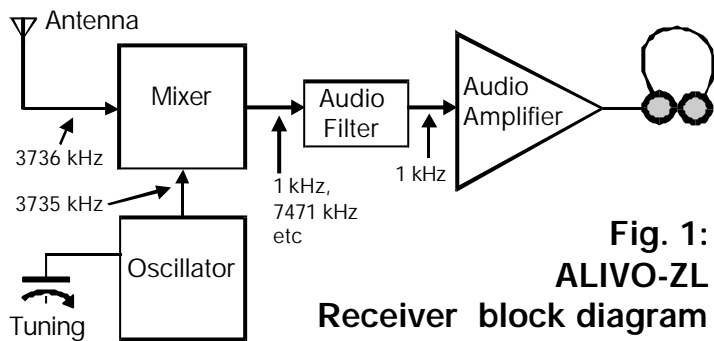 Antenna
Mixer
Audio
Filter
Audio
Amplifier
3736 kHz
3735 kHz
1 kHz,
7471 kHz
etc
1 kHz
Oscillator
Tuning
Fig. 1:
ALIVO-ZL
Receiver block diagram